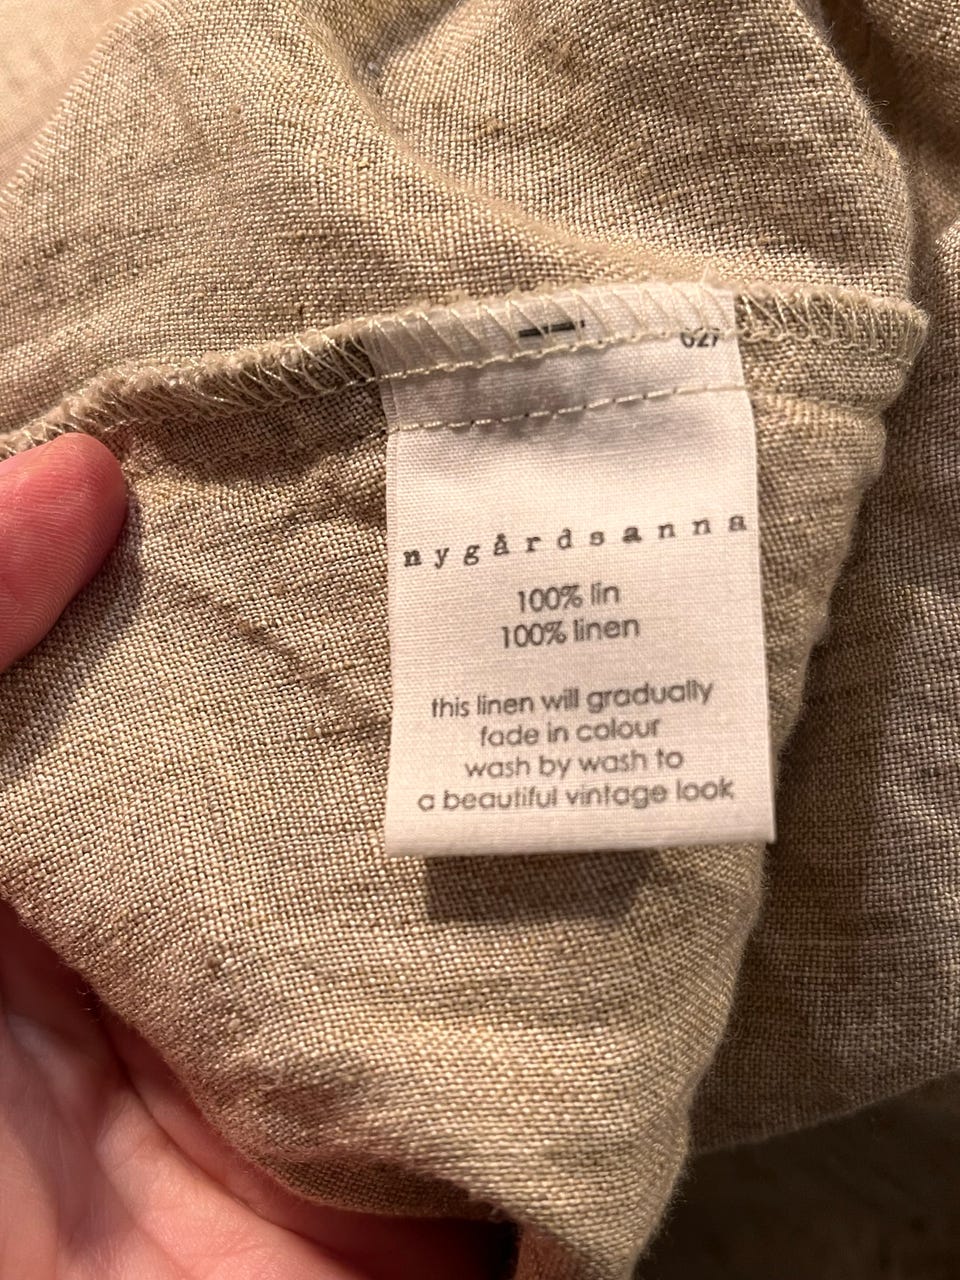 627
nygårdsanna
100% lin
100% linen
this linen will gradually
fade in colour
wash by wash to
a beautiful vintage look